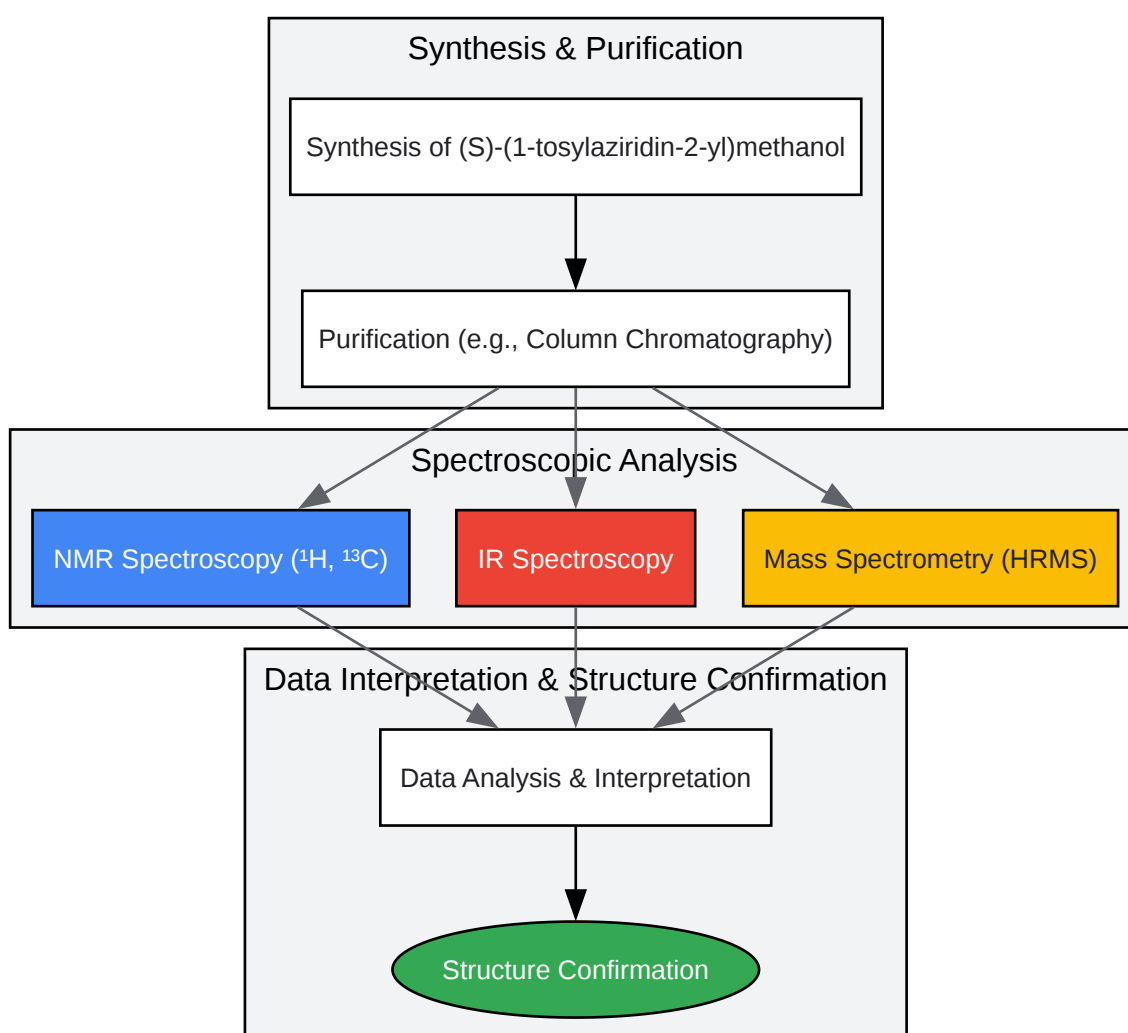 Synthesis & Purification
Synthesis of (S)-(1-tosylaziridin-2-yl)methanol
Purification (e.g., Column Chromatography)
Spectroscopic Analysis
NMR Spectroscopy (¹H, ¹³C)
IR Spectroscopy
Mass Spectrometry (HRMS)
Data Interpretation & Structure Confirmation
Data Analysis & Interpretation
Structure Confirmation